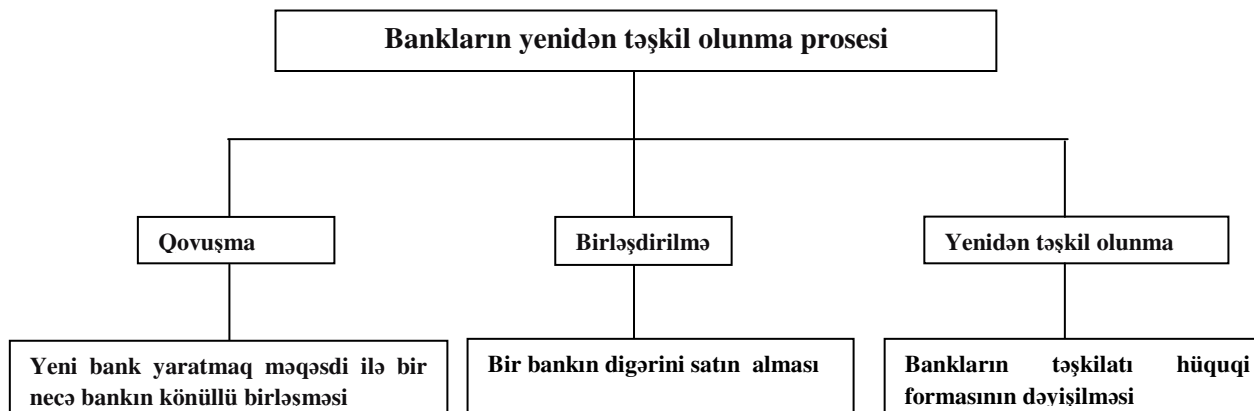 Bankların yenidən təşkil olunma prosesi
Qovuşma
Birləşdirilmə
Yenidən təşkil olunma
Yeni bank yaratmaq məqəsdi ilə bir
necə bankın könüllü birləşməsi
Bir bankın digərini satın alması
Bankların təşkilatı hüquqi
formasının dəyişilməsi